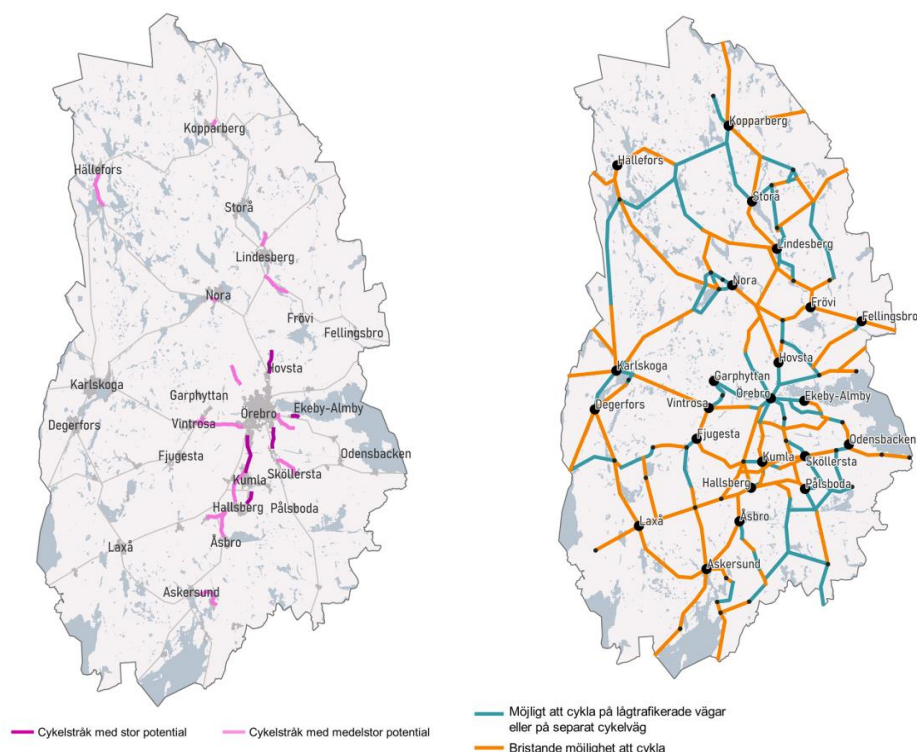 Kopparberg
Hällefors
Storå
Lindesberg
Nora
Frövi
Fellingsbro
Hovsta
Karlskoga
Garphyttan
Örebro
Ekeby-Almby
Degerfors
Vintrosa
Fjugesta
Odensbacken
Sköllersta
Kumla
Hallsberg
Pålsboda
Laxå
Åsbro
Askersund
Cykelstråk med stor potential
Cykelstråk med medelstor potential
Kopparberg
Hällefors
Storå
Lindesberg
Nora
Frövi
Fellingsbro
Hovsta
Karlskoga
Garphyttan
Örebro
Ekeby-Almby
Degerfors
Vintrosa
Fjugesta
Odensbacken
Kumla
Sköllersta
Hallsberg
Pålsboda
Laxå
Åsbro
Askersund
Möjligt att cykla på lågtrafikerade vägar
eller på separat cykelväg
Bristande möjlighet att cykla